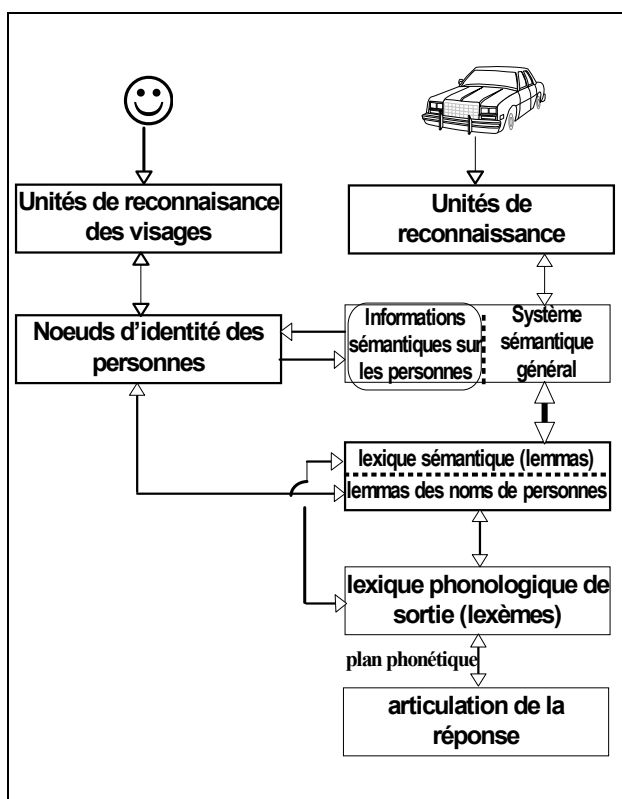 Unités de reconnaisance
des visages
Unités de
reconnaissance
Noeuds d'identité des
personnes
Informations
sémantiques sur
les personnes
Système
sémantique
général
lexique sémantique (lemmas)
lemmas des noms de personnes
lexique phonologique de
sortie (lexèmes)
plan phonétique
articulation de la
réponse